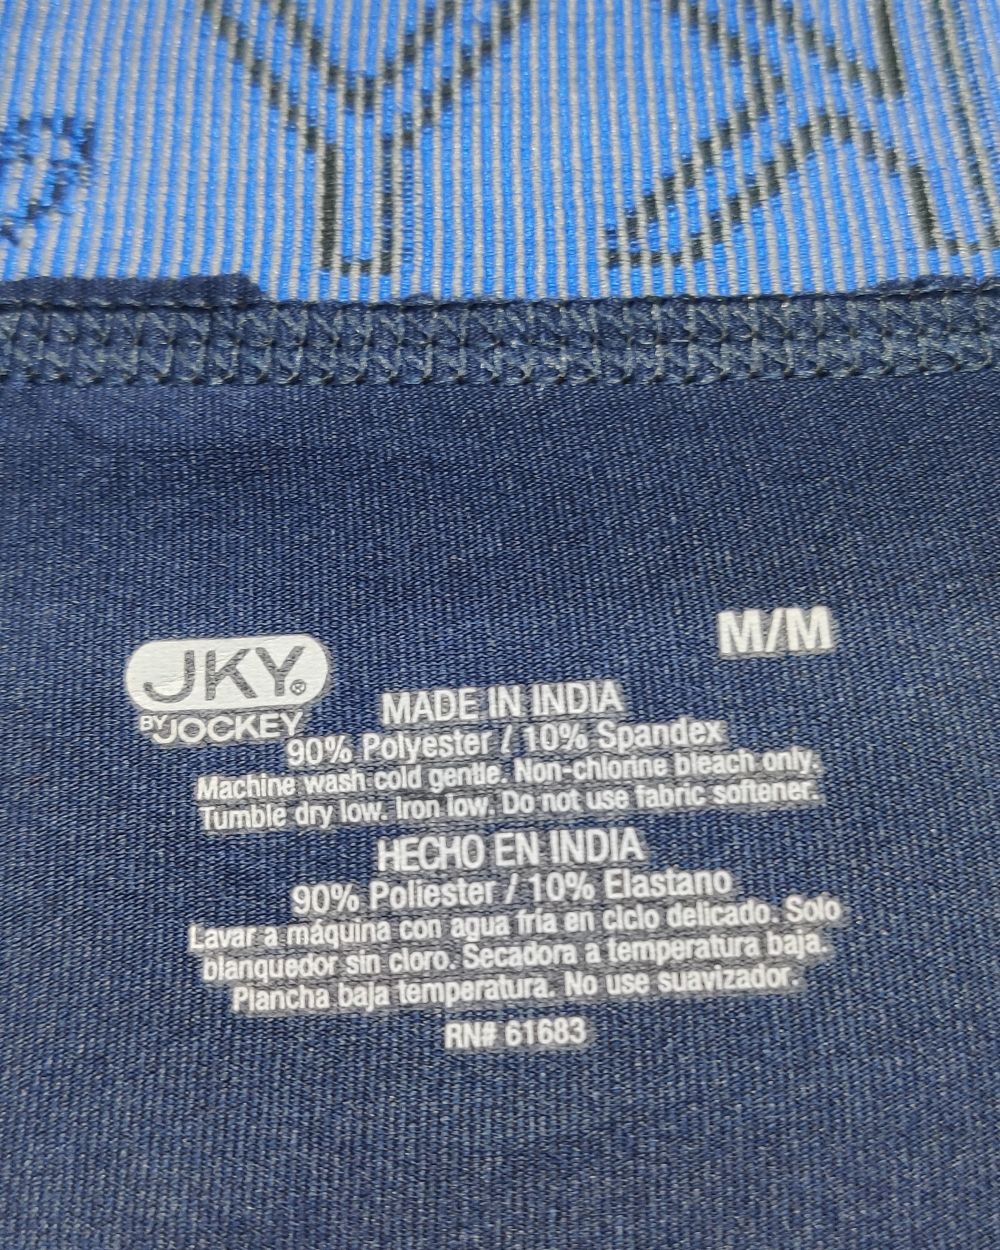 M/M
JKY®
BY JOCKEY
MADE IN INDIA
90% Polyester / 10% Spandex
Machine wash cold gentle. Non-chlorine bleach only.
Tumble dry low. Iron low. Do not use fabric softener.
HECHO EN INDIA
90% Poliester / 10% Elastano
Lavar a máquina con agua fría en ciclo delicado. Solo
blanquedor sin cloro. Secadora a temperatura baja.
Plancha baja temperatura. No use suavizador.
RN# 61683